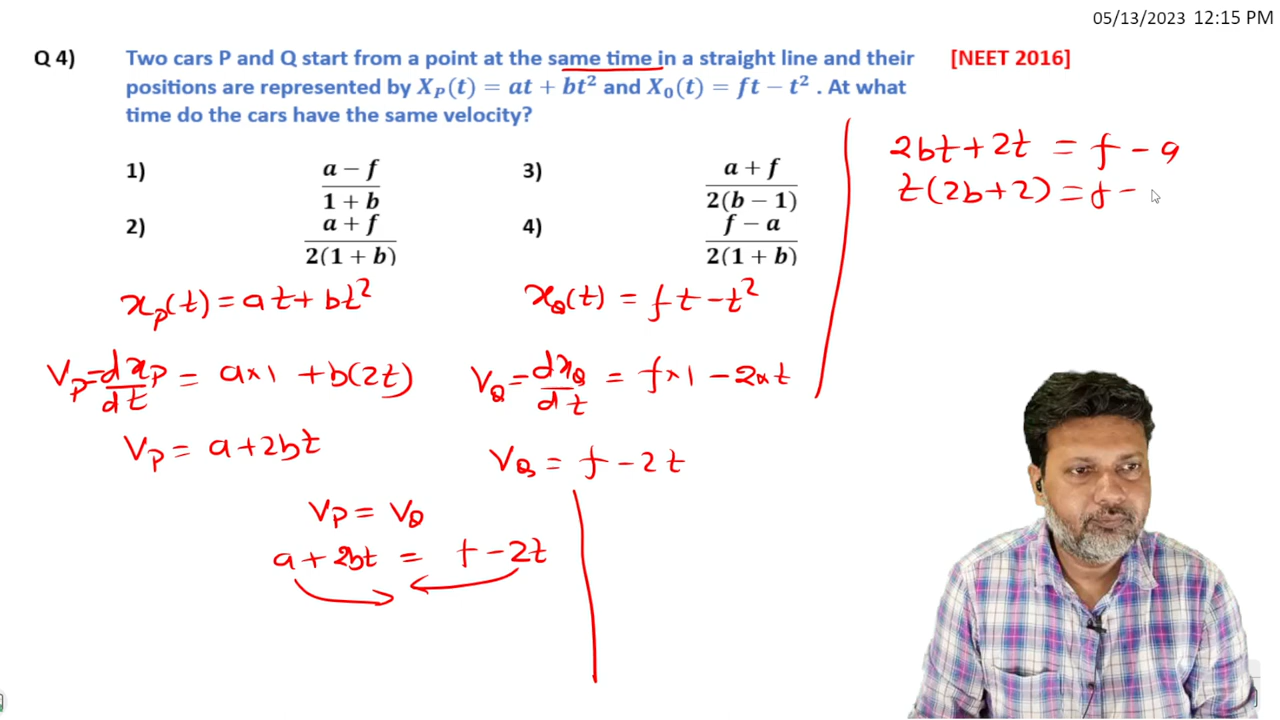 05/13/2023 12:15 PM
Q 4) Two cars P and Q start from a point at the same time in a straight line and their [NEET 2016]
positions are represented by X_P(t) = at + bt² and X_0(t) = ft − t² . At what
time do the cars have the same velocity?
1) (a − f)/(1 + b)
3) (a + f)/(2(b − 1))
2) (a + f)/(2(1 + b))
4) (f − a)/(2(1 + b))
x_P(t) = at + bt²
V_P = dx_P/dt = a×1 + b(2t)
V_P = a + 2bt
x_Q(t) = ft − t²
V_Q = dx_Q/dt = f×1 − 2×t
V_Q = f − 2t
V_P = V_Q
a + 2bt = f − 2t
2bt + 2t = f − a
t(2b + 2) = f −